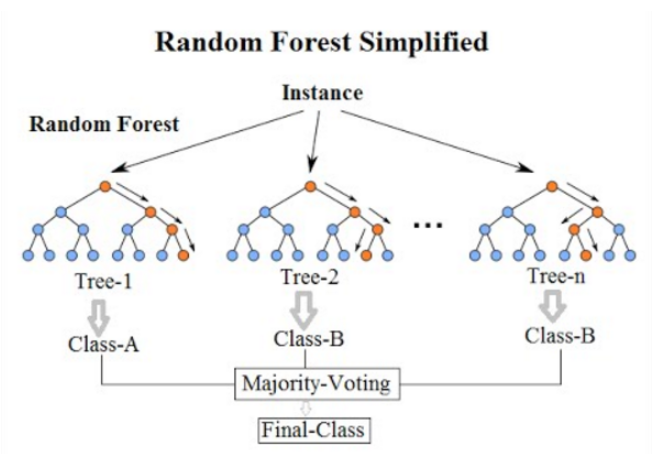 Random Forest Simplified
Instance
Random Forest
...
Tree-1
Tree-2
Tree-n
Class-A
Class-B
Class-B
Majority-Voting
Final-Class